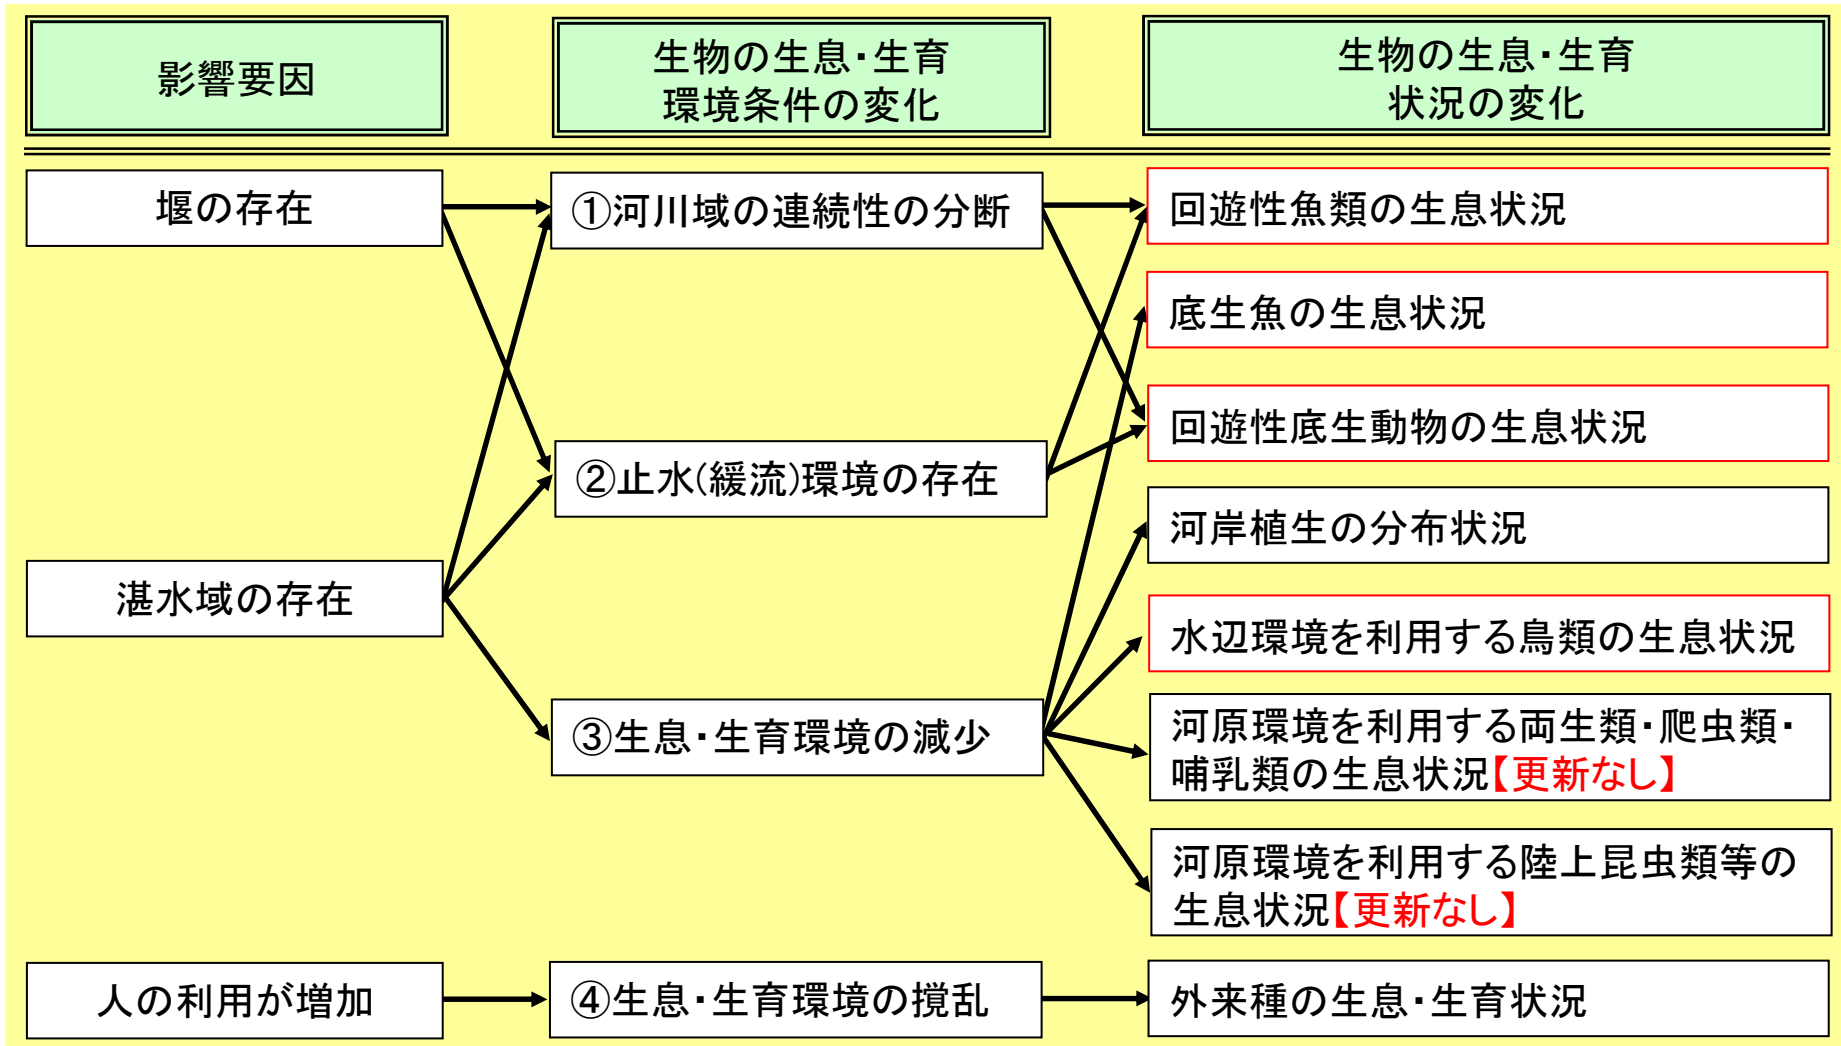 影響要因
生物の生息・生育
環境条件の変化
生物の生息・生育
状況の変化
堰の存在
①河川域の連続性の分断
回遊性魚類の生息状況
底生魚の生息状況
回遊性底生動物の生息状況
②止水(緩流)環境の存在
河岸植生の分布状況
湛水域の存在
水辺環境を利用する鳥類の生息状況
③生息・生育環境の減少
河原環境を利用する両生類・爬虫類・
哺乳類の生息状況【更新なし】
河原環境を利用する陸上昆虫類等の
生息状況【更新なし】
人の利用が増加
④生息・生育環境の撹乱
外来種の生息・生育状況